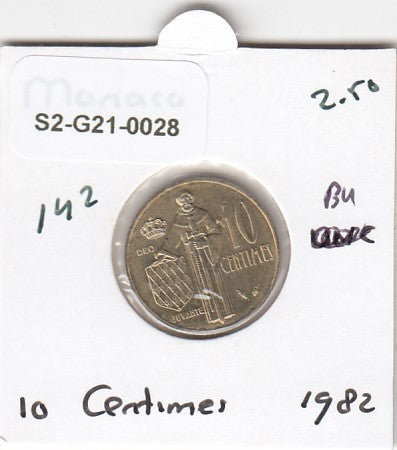 Monaco
2.50
S2-G21-0028
142
BU
DEO
JUVANTE
10
CENTIMES
10 Centimes 1982